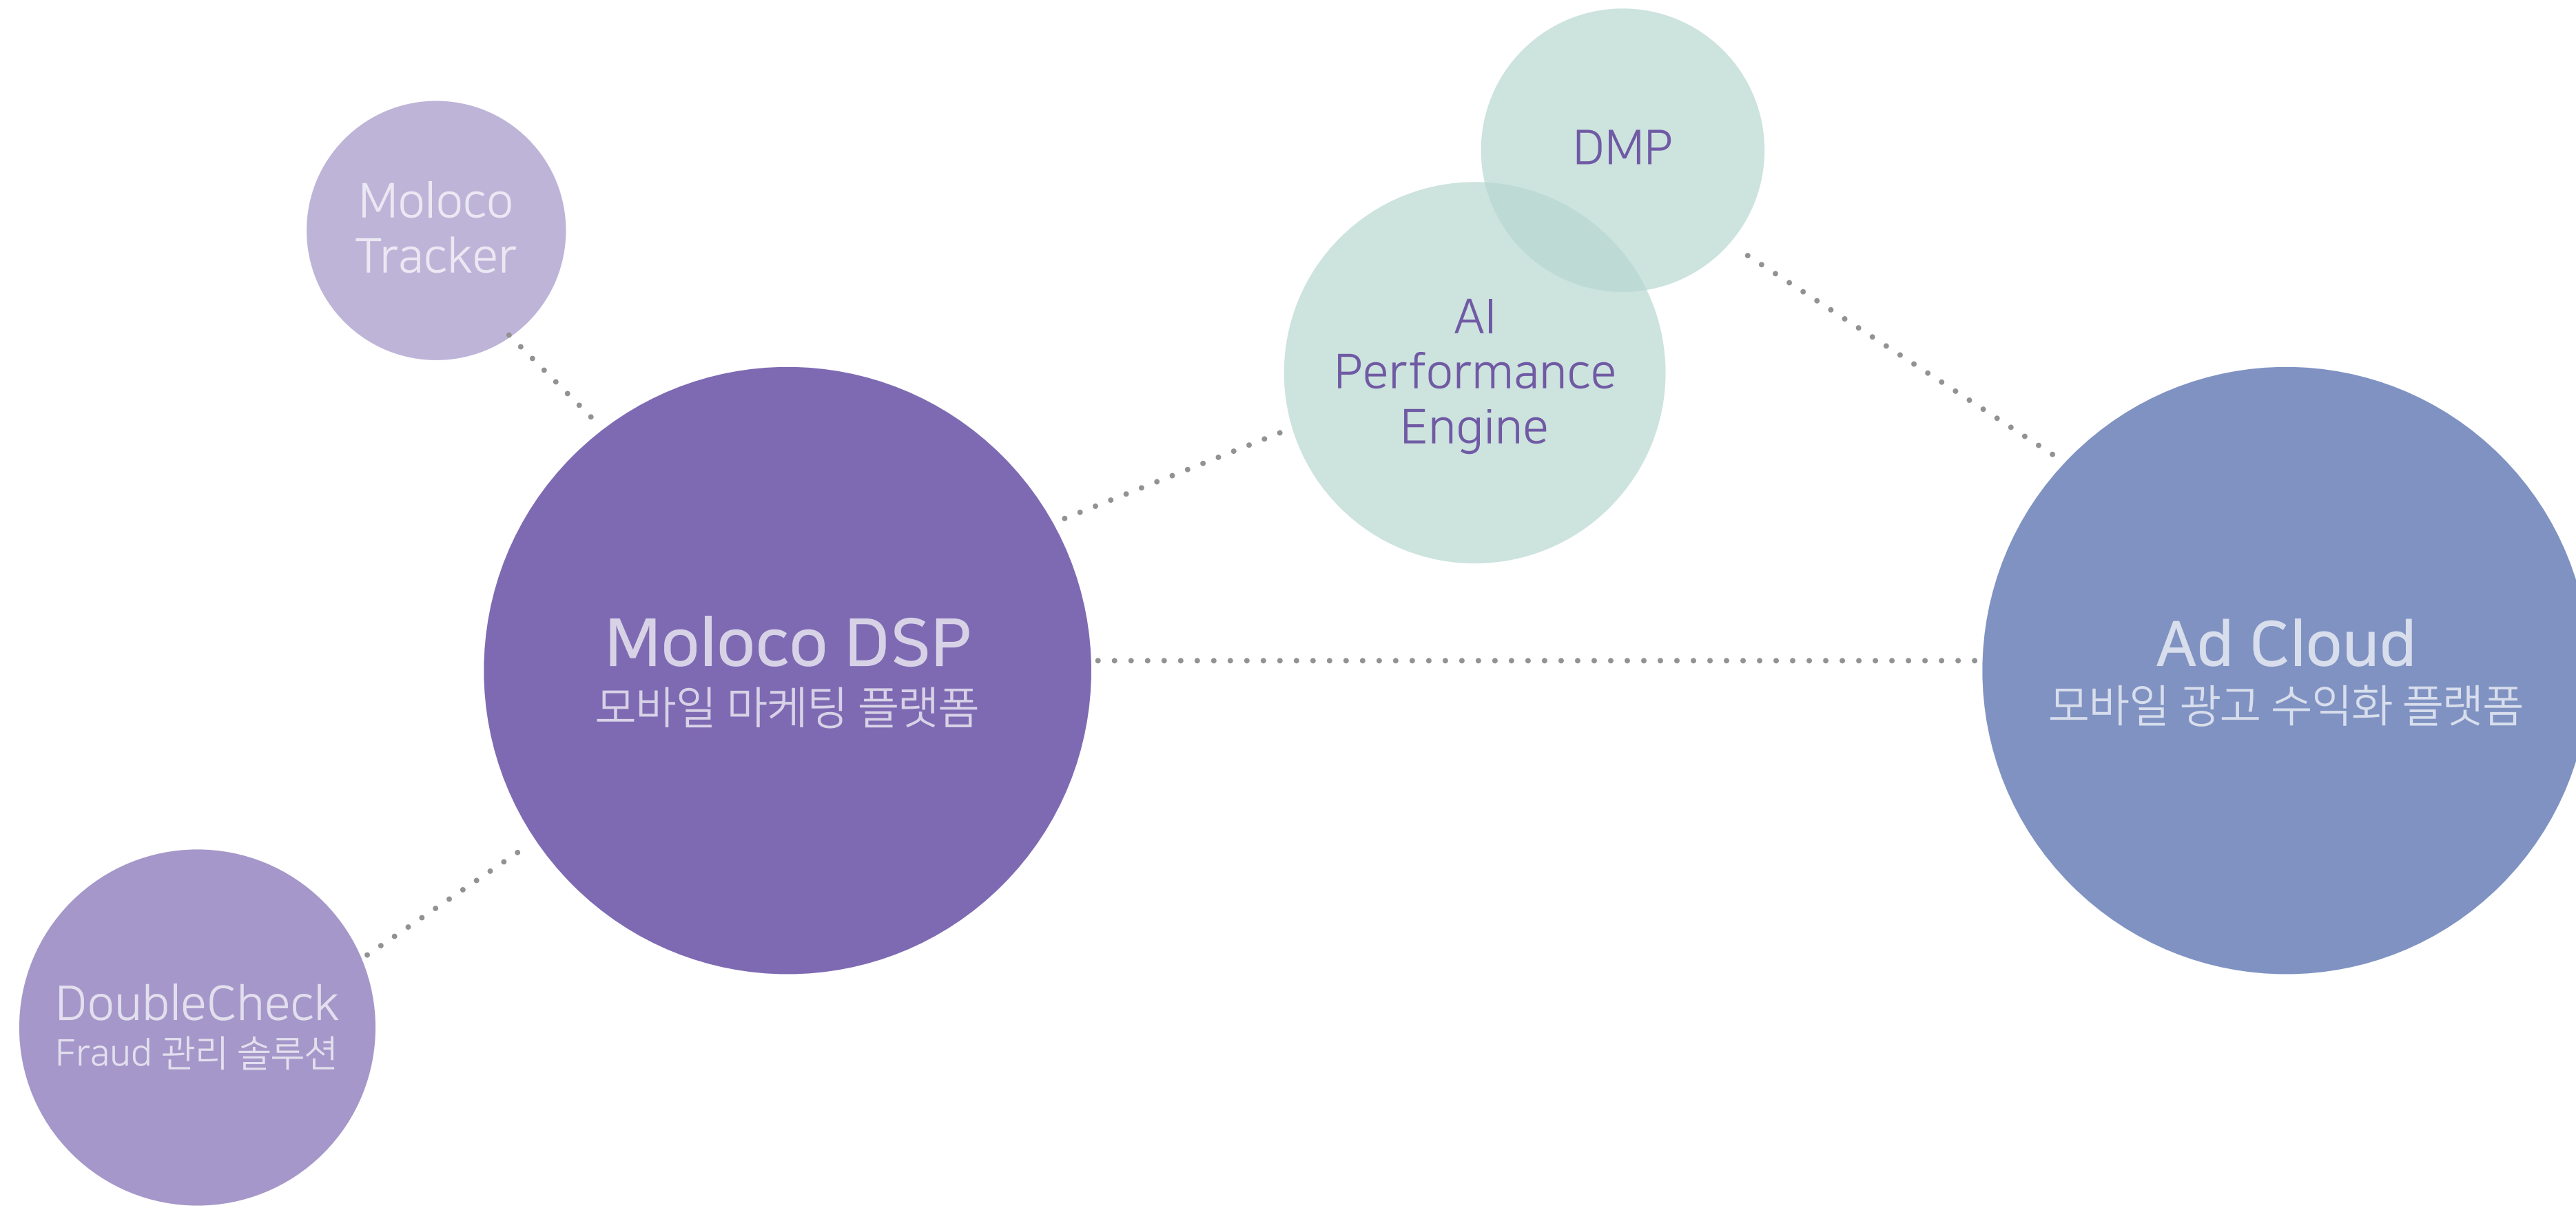 DMP
Moloco
Tracker
AI
Performance
Engine
Moloco DSP
모바일 마케팅 플랫폼
Ad Cloud
모바일 광고 수익화 플랫폼
DoubleCheck
Fraud 관리 솔루션